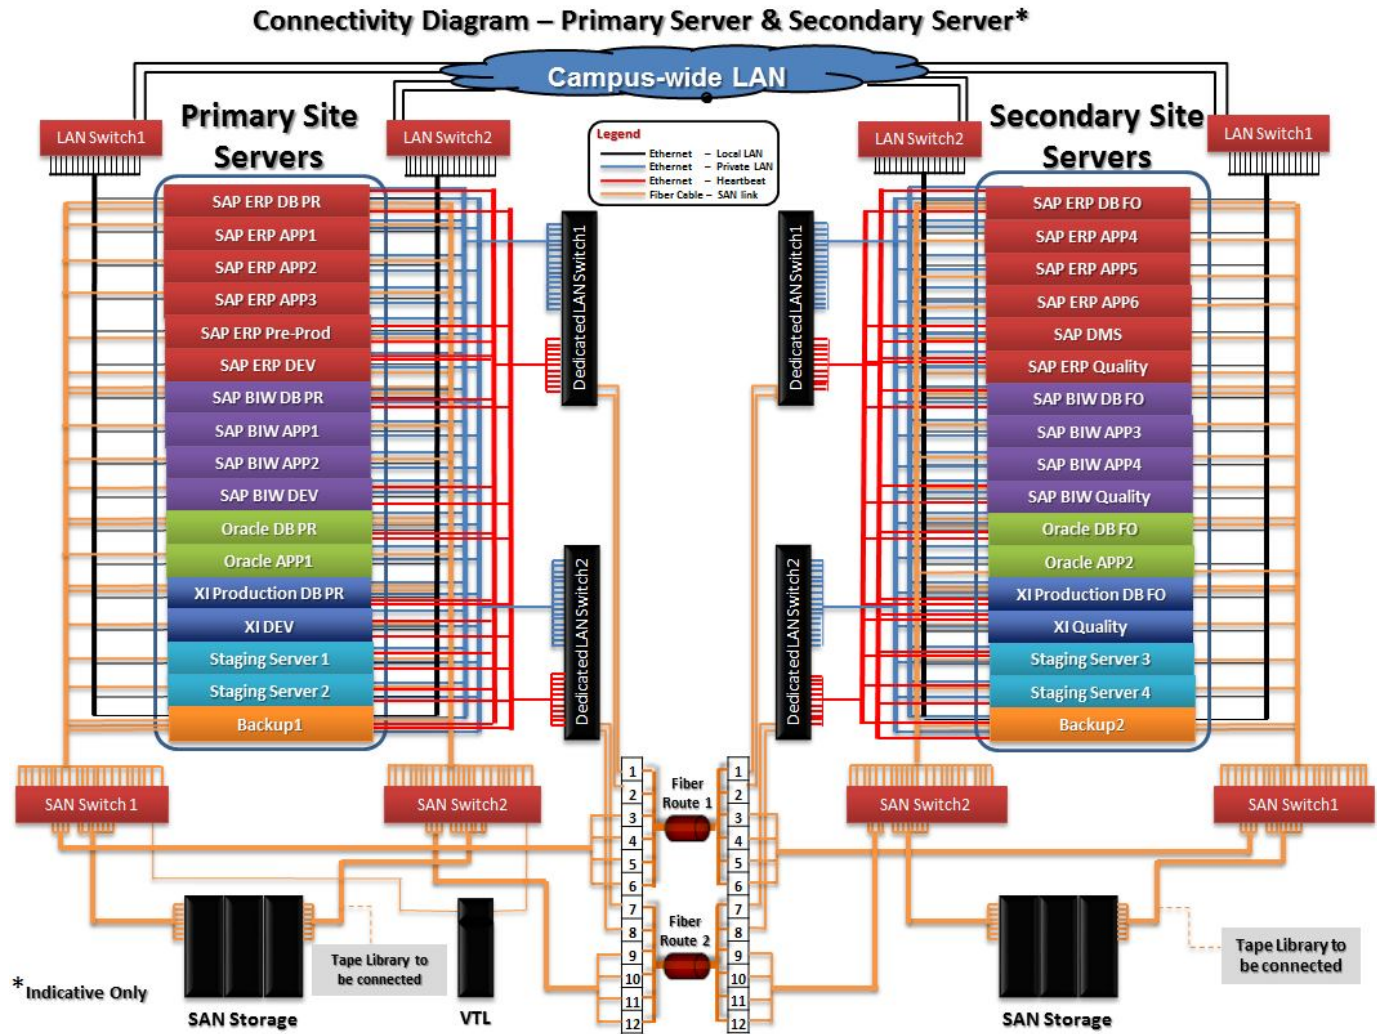 Connectivity Diagram – Primary Server & Secondary Server*
Campus-wide LAN
LAN Switch1
Primary Site
Servers
LAN Switch2
Legend
Ethernet – Local LAN
Ethernet – Private LAN
Ethernet – Heartbeat
Fiber Cable – SAN link
LAN Switch2
Secondary Site
Servers
LAN Switch1
SAP ERP DB PR
SAP ERP APP1
SAP ERP APP2
SAP ERP APP3
SAP ERP Pre-Prod
SAP ERP DEV
SAP BIW DB PR
SAP BIW APP1
SAP BIW APP2
SAP BIW DEV
Oracle DB PR
Oracle APP1
XI Production DB PR
XI DEV
Staging Server 1
Staging Server 2
Backup1
Dedicated LAN Switch1
Dedicated LAN Switch2
Dedicated LAN Switch1
Dedicated LAN Switch2
SAP ERP DB FO
SAP ERP APP4
SAP ERP APP5
SAP ERP APP6
SAP DMS
SAP ERP Quality
SAP BIW DB FO
SAP BIW APP3
SAP BIW APP4
SAP BIW Quality
Oracle DB FO
Oracle APP2
XI Production DB FO
XI Quality
Staging Server 3
Staging Server 4
Backup2
SAN Switch 1
SAN Switch2
1
2
3
4
5
6
7
8
9
10
11
12
Fiber
Route 1
Fiber
Route 2
1
2
3
4
5
6
7
8
9
10
11
12
SAN Switch2
SAN Switch1
Tape Library to
be connected
Tape Library to
be connected
*Indicative Only
SAN Storage
VTL
SAN Storage